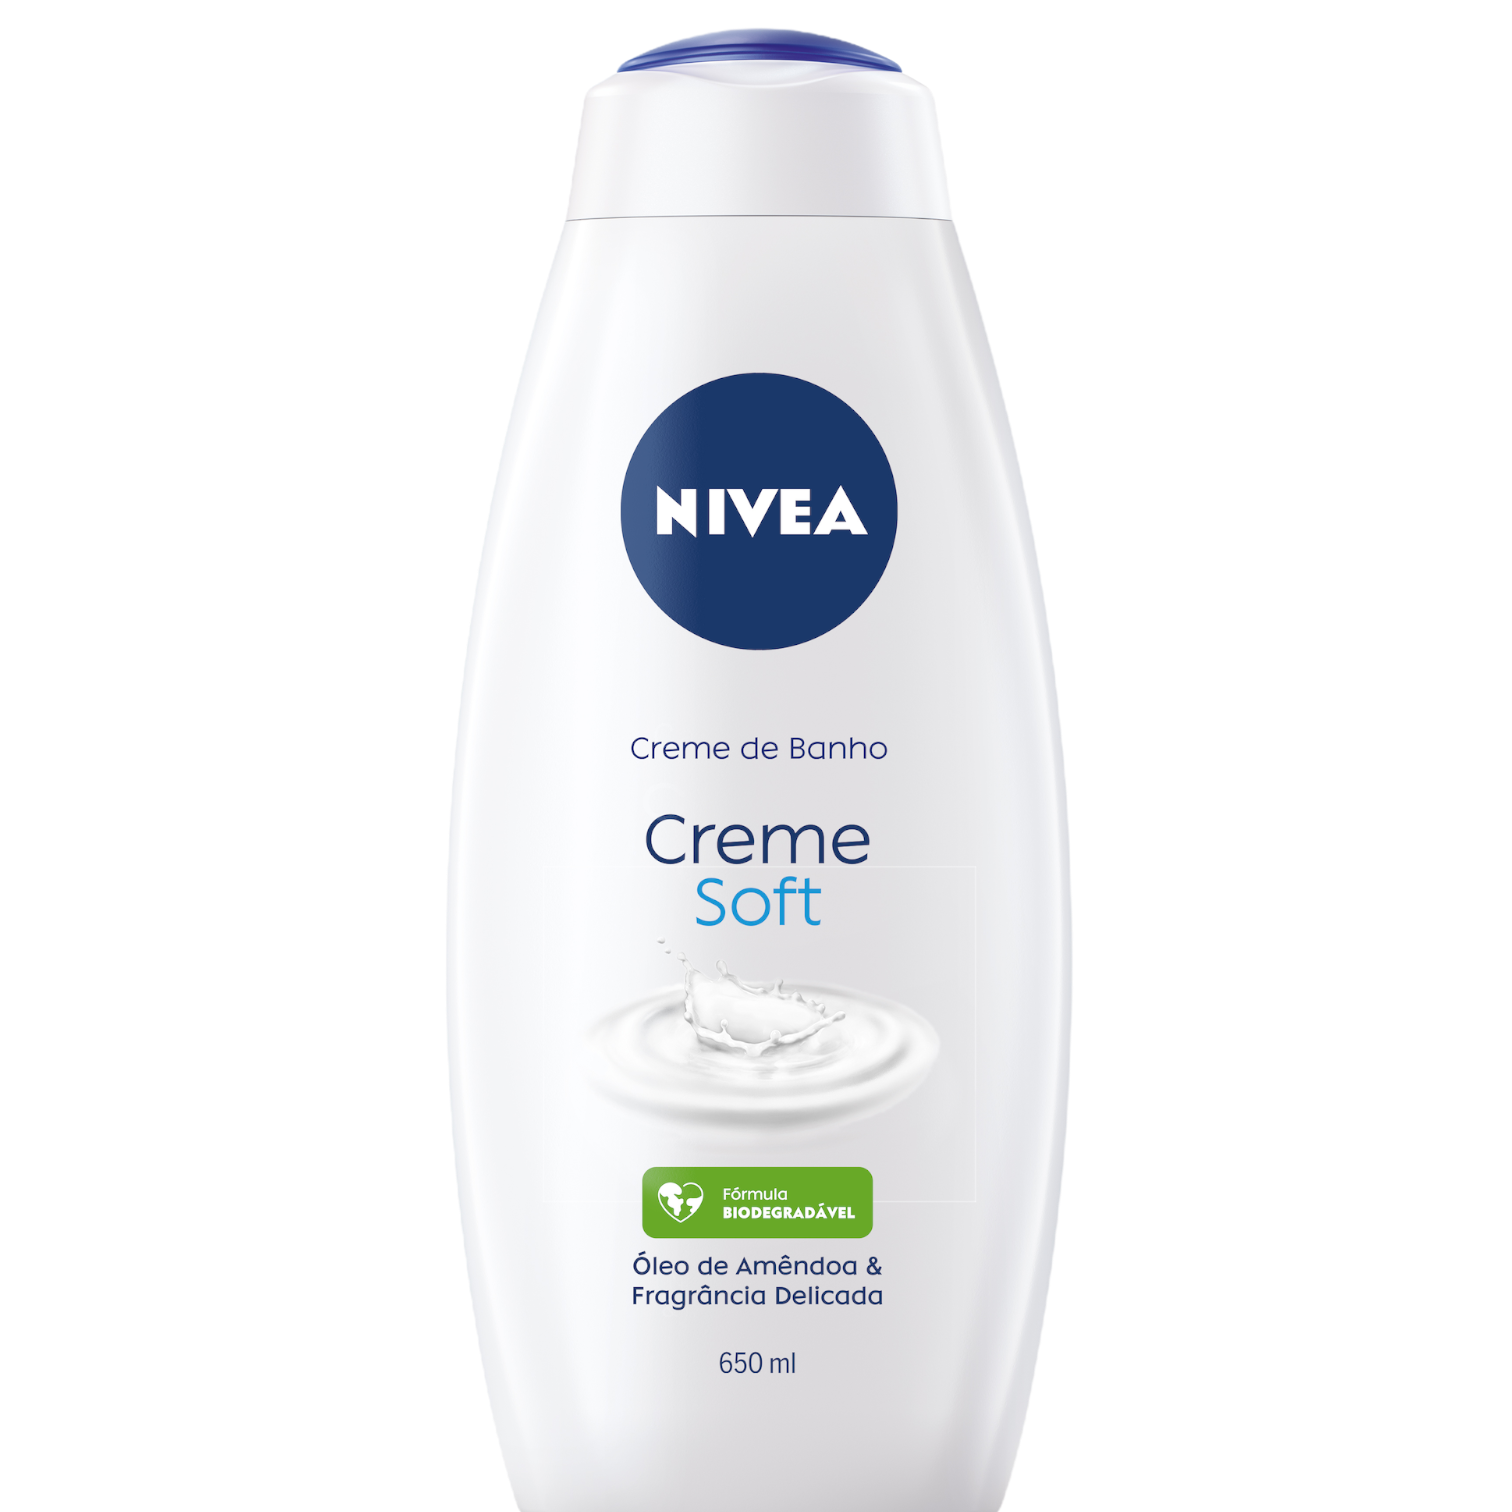 NIVEA
Creme de Banho
Creme
Soft
Fórmula
BIODEGRADÁVEL
Óleo de Amêndoa &
Fragrância Delicada
650 ml